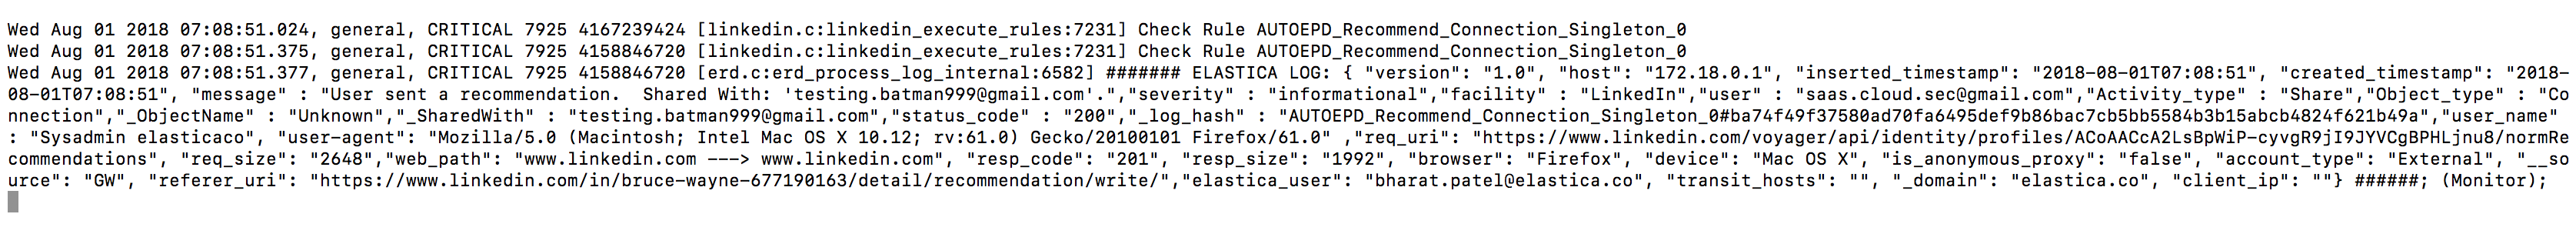 Wed Aug 01 2018 07:08:51.024, general, CRITICAL 7925 4167239424 [linkedin.c:linkedin_execute_rules:7231] Check Rule AUTOEPD_Recommend_Connection_Singleton_0
Wed Aug 01 2018 07:08:51.375, general, CRITICAL 7925 4158846720 [linkedin.c:linkedin_execute_rules:7231] Check Rule AUTOEPD_Recommend_Connection_Singleton_0
Wed Aug 01 2018 07:08:51.377, general, CRITICAL 7925 4158846720 [erd.c:erd_process_log_internal:6582] ####### ELASTICA LOG: { "version": "1.0", "host": "172.18.0.1", "inserted_timestamp": "2018-08-01T07:08:51", "created_timestamp": "2018-
08-01T07:08:51", "message" : "User sent a recommendation.  Shared With: 'testing.batman999@gmail.com'.","severity" : "informational","facility" : "LinkedIn","user" : "saas.cloud.sec@gmail.com","Activity_type" : "Share","Object_type" : "Co
nnection","_ObjectName" : "Unknown","_SharedWith" : "testing.batman999@gmail.com","status_code" : "200","_log_hash" : "AUTOEPD_Recommend_Connection_Singleton_0#ba74f49f37580ad70fa6495def9b86bac7cb5bb5584b3b15abcb4824f621b49a","user_name"
: "Sysadmin elasticaco", "user-agent": "Mozilla/5.0 (Macintosh; Intel Mac OS X 10.12; rv:61.0) Gecko/20100101 Firefox/61.0" ,"req_uri": "https://www.linkedin.com/voyager/api/identity/profiles/ACoAACCA2LsBpWiP-cyvgR9jI9JYVCgBPHLjnu8/normRe
commendations", "req_size": "2648","web_path": "www.linkedin.com ---> www.linkedin.com", "resp_code": "201", "resp_size": "1992", "browser": "Firefox", "device": "Mac OS X", "is_anonymous_proxy": "false", "account_type": "External", "__so
urce": "GW", "referer_uri": "https://www.linkedin.com/in/bruce-wayne-677190163/detail/recommendation/write/","elastica_user": "bharat.patel@elastica.co", "transit_hosts": "", "_domain": "elastica.co", "client_ip": ""} ######; (Monitor);